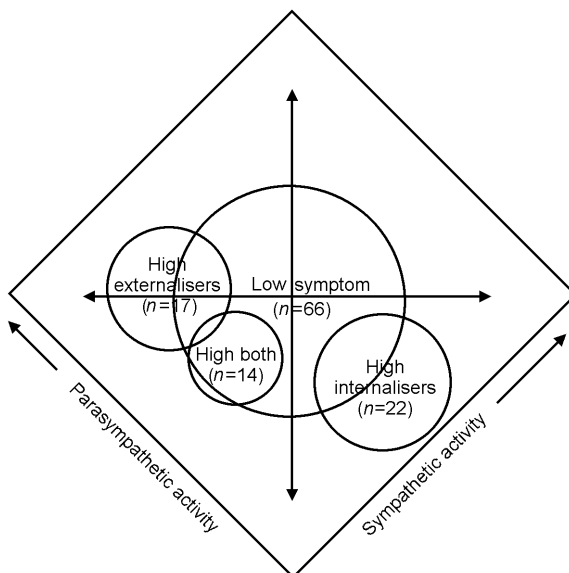 High
externalisers
(n=17)
Low symptom
(n=66)
High both
(n=14)
High
internalisers
(n=22)
Parasympathetic activity
Sympathetic activity